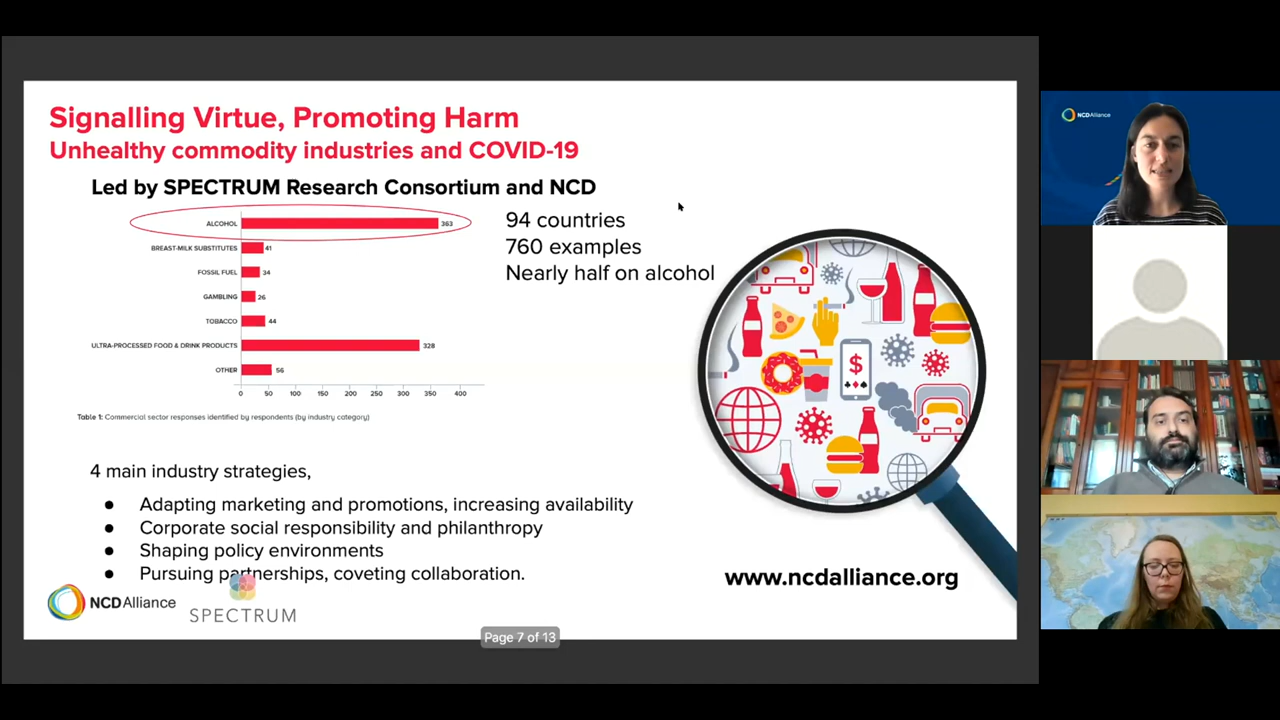 Signalling Virtue, Promoting Harm
Unhealthy commodity industries and COVID-19
Led by SPECTRUM Research Consortium and NCD
ALCOHOL 363
BREAST-MILK SUBSTITUTES 41
FOSSIL FUEL 34
GAMBLING 26
TOBACCO 44
ULTRA-PROCESSED FOOD & DRINK PRODUCTS 328
OTHER 56
0 50 100 150 200 250 300 350 400
Table 1: Commercial sector responses identified by respondents (by industry category)
94 countries
760 examples
Nearly half on alcohol
$
4 main industry strategies,
● Adapting marketing and promotions, increasing availability
● Corporate social responsibility and philanthropy
● Shaping policy environments
● Pursuing partnerships, coveting collaboration.
NCDAlliance
SPECTRUM
www.ncdalliance.org
Page 7 of 13
NCDAlliance